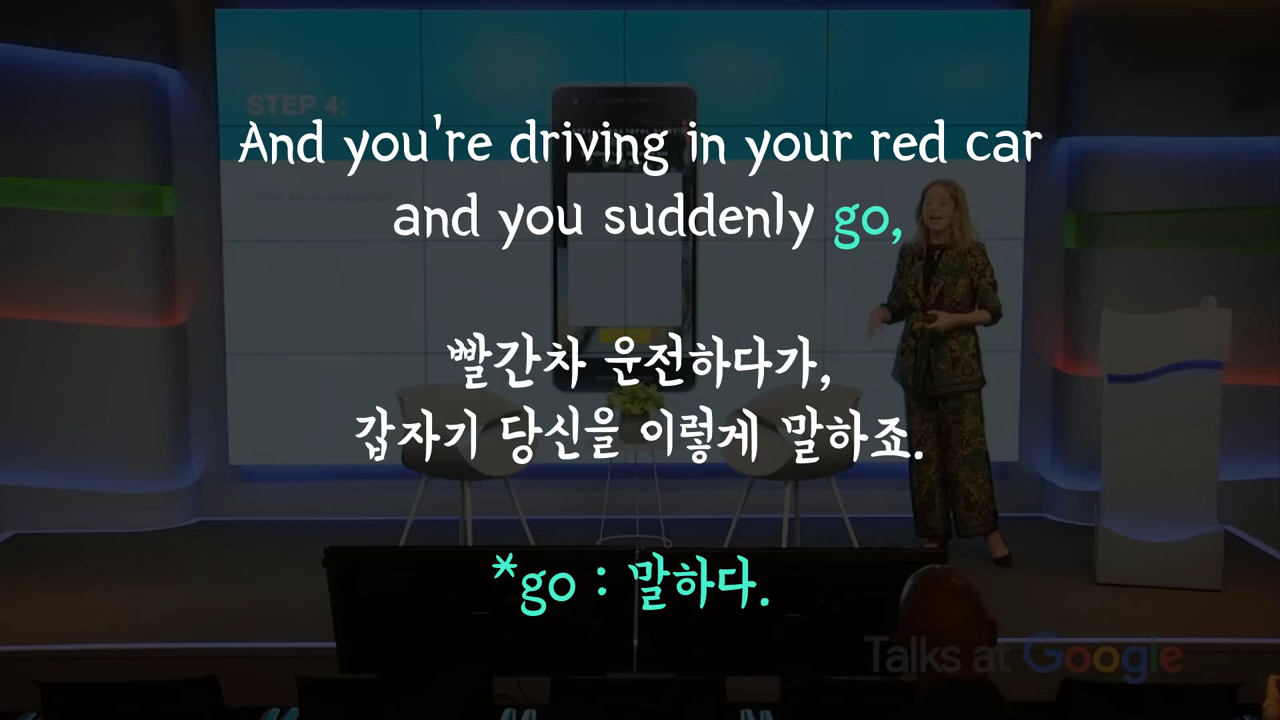 STEP 4:
And you're driving in your red car
and you suddenly go,
빨간차 운전하다가,
갑자기 당신을 이렇게 말하죠.
*go : 말하다.
Talks at Google